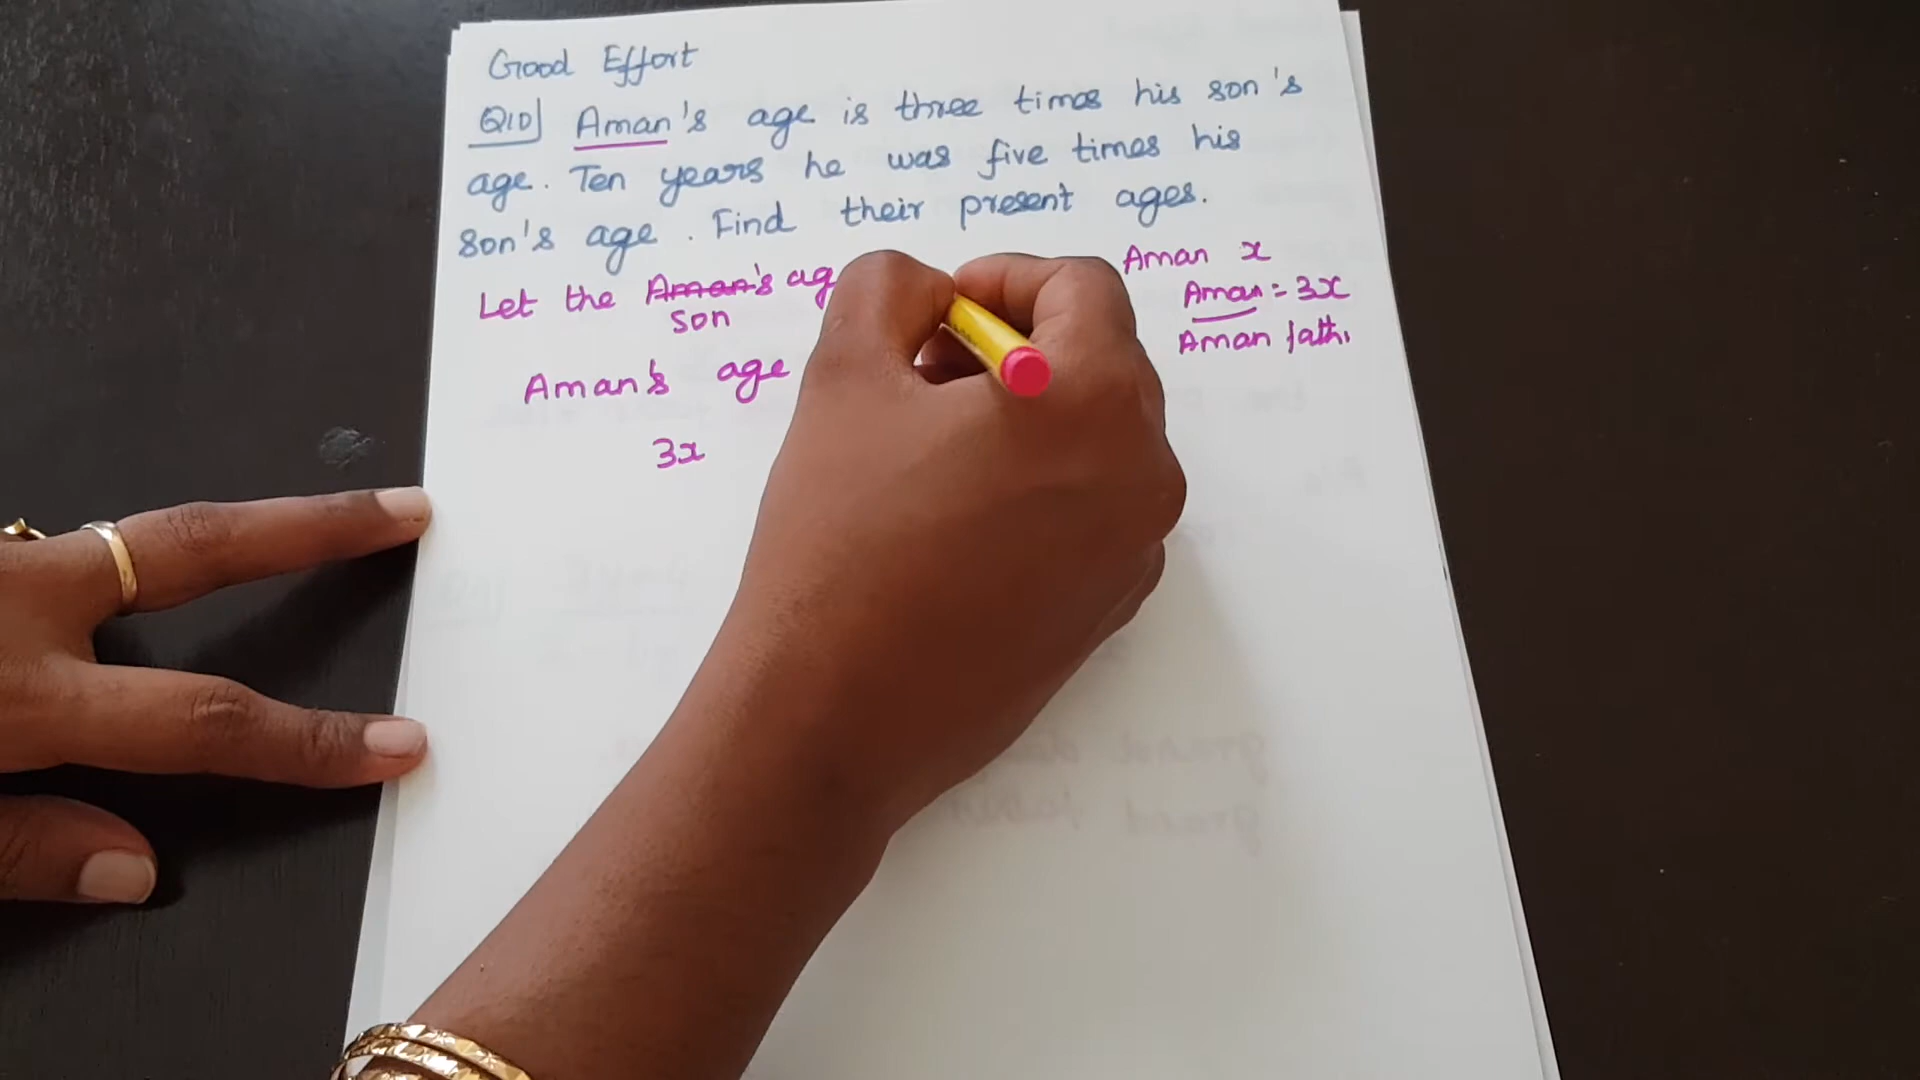 Good Effort
Q10] Aman's age is three times his son's
age. Ten years he was five times his
son's age. Find their present ages.
Let the Aman's ag
son
Aman's age
3x
Aman x
Aman = 3x
Aman fath